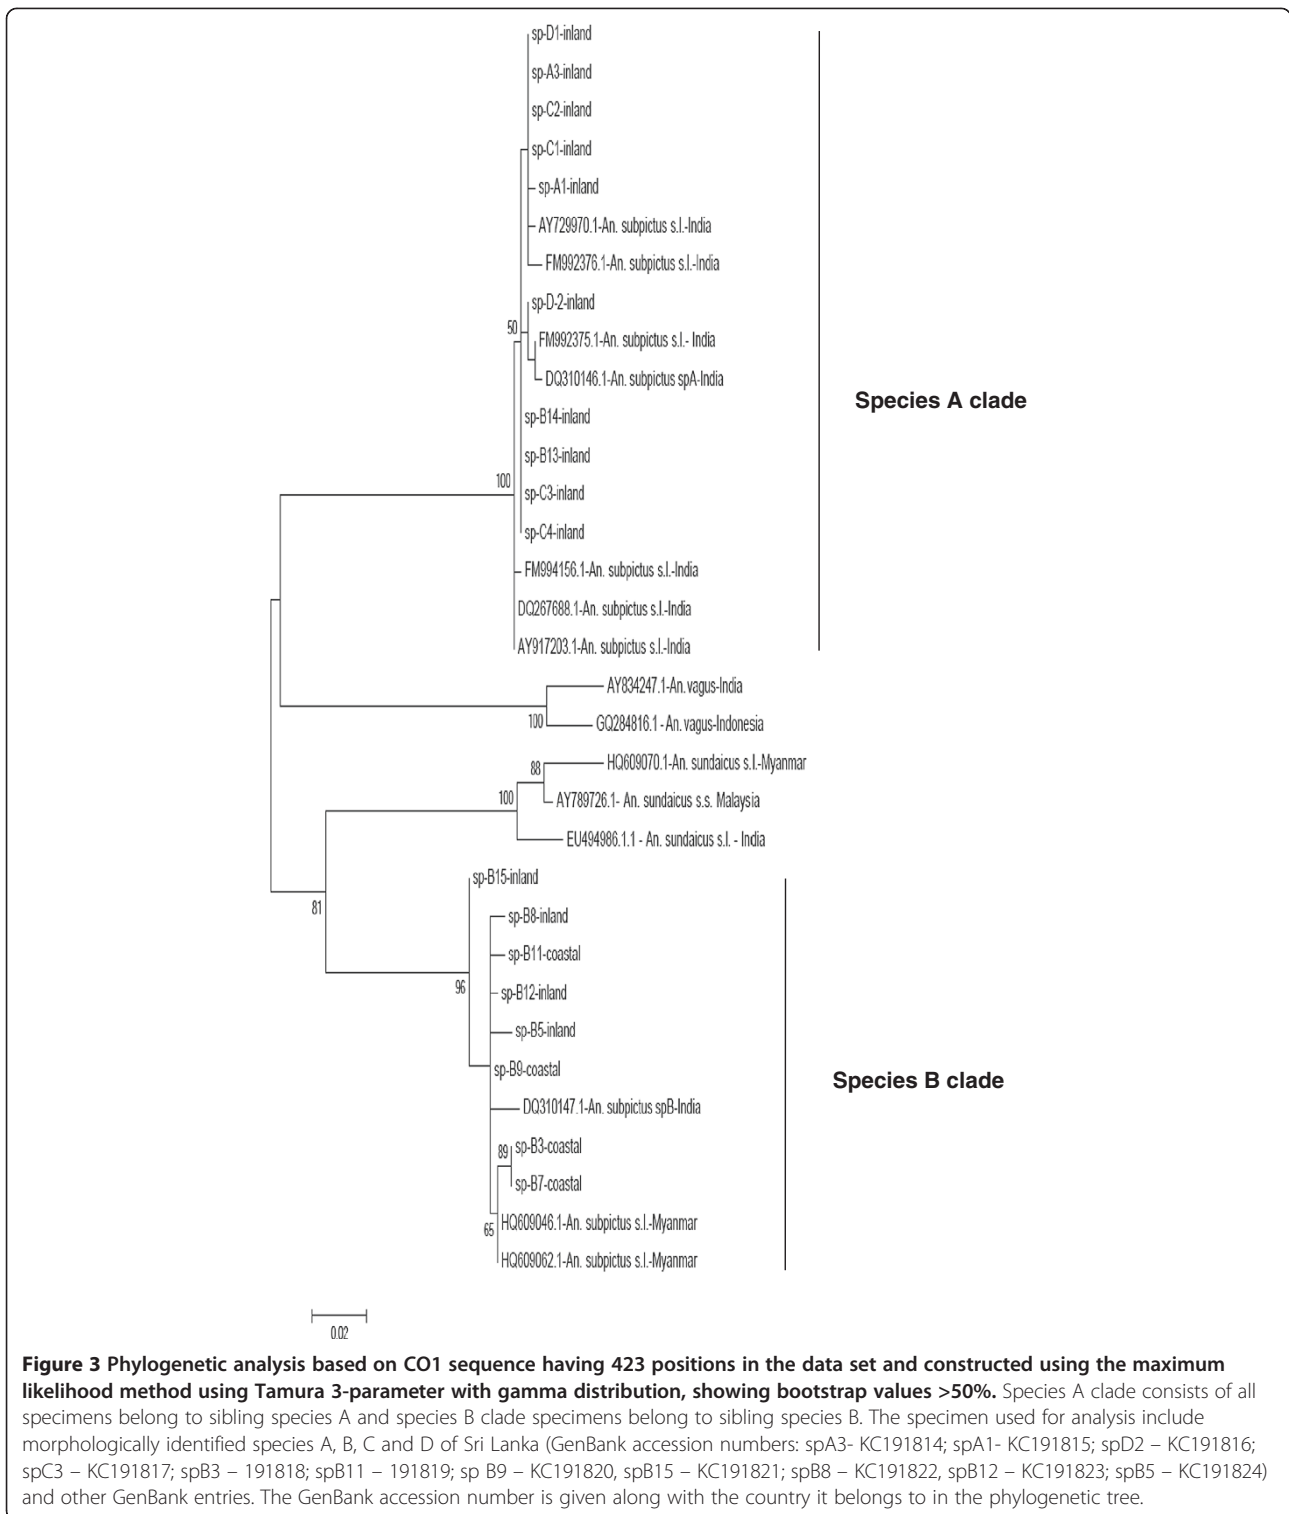 sp-D1-inland
sp-A3-inland
sp-C2-inland
sp-C1-inland
sp-A1-inland
AY729970.1-An. subpictus s.l.-India
FM992376.1-An. subpictus s.l.-India
sp-D-2-inland
50
FM992375.1-An. subpictus s.l.- India
DQ310146.1-An. subpictus spA-India
Species A clade
sp-B14-inland
sp-B13-inland
100
sp-C3-inland
sp-C4-inland
FM994156.1-An. subpictus s.l.-India
DQ267688.1-An. subpictus s.l.-India
AY917203.1-An. subpictus s.l.-India
AY834247.1-An. vagus-India
100
GQ284816.1 - An. vagus-Indonesia
HQ609070.1-An. sundaicus s.l.-Myanmar
88
100
AY789726.1- An. sundaicus s.s. Malaysia
EU494986.1.1 - An. sundaicus s.l. - India
sp-B15-inland
81
sp-B8-inland
sp-B11-coastal
96
sp-B12-inland
sp-B5-inland
sp-B9-coastal
Species B clade
DQ310147.1-An. subpictus spB-India
89
sp-B3-coastal
sp-B7-coastal
65
HQ609046.1-An. subpictus s.l.-Myanmar
HQ609062.1-An. subpictus s.l.-Myanmar
0.02
Figure 3 Phylogenetic analysis based on CO1 sequence having 423 positions in the data set and constructed using the maximum
likelihood method using Tamura 3-parameter with gamma distribution, showing bootstrap values >50%. Species A clade consists of all
specimens belong to sibling species A and species B clade specimens belong to sibling species B. The specimen used for analysis include
morphologically identified species A, B, C and D of Sri Lanka (GenBank accession numbers: spA3- KC191814; spA1- KC191815; spD2 – KC191816;
spC3 – KC191817; spB3 – 191818; spB11 – 191819; sp B9 – KC191820, spB15 – KC191821; spB8 – KC191822, spB12 – KC191823; spB5 – KC191824)
and other GenBank entries. The GenBank accession number is given along with the country it belongs to in the phylogenetic tree.